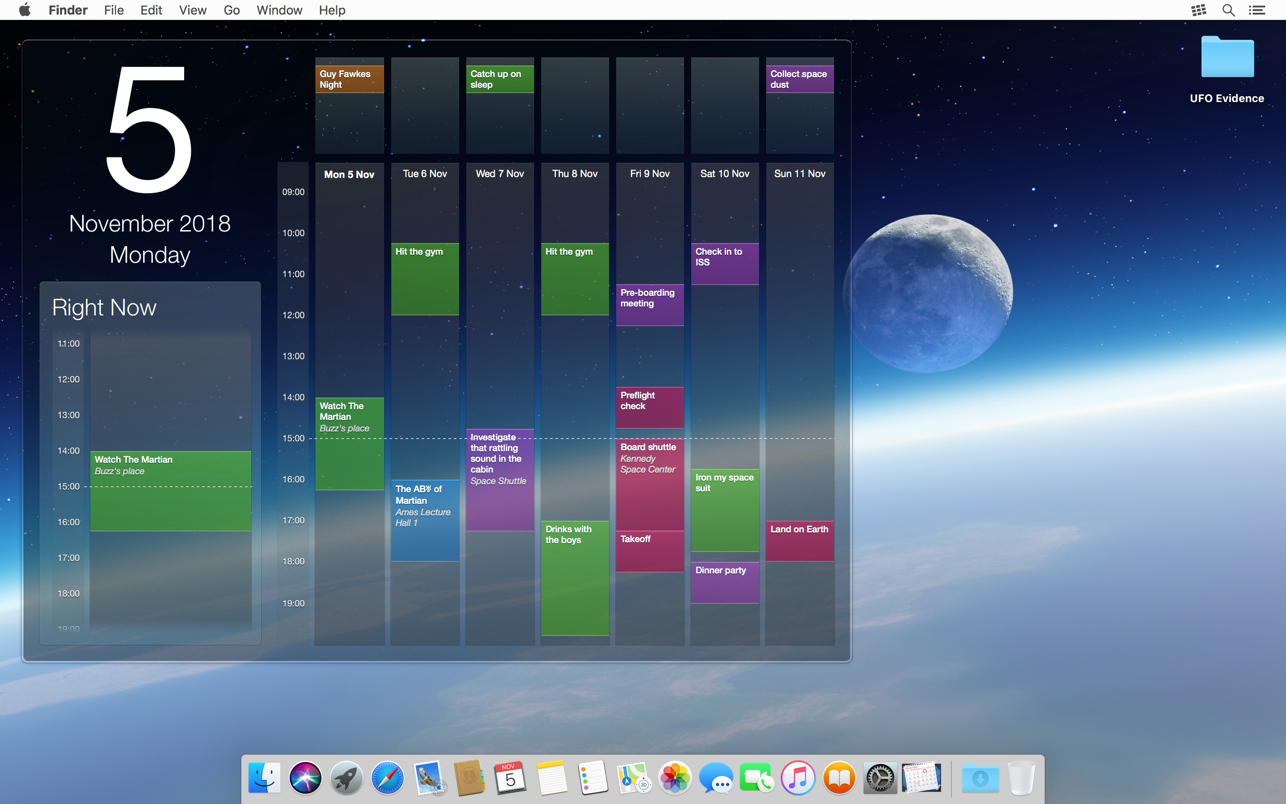 Finder File Edit View Go Window Help
UFO Evidence
5
November 2018
Monday
Right Now
11:00
12:00
13:00
14:00
Watch The Martian
Buzz's place
15:00
16:00
17:00
18:00
19:00
Guy Fawkes
Night
Catch up on
sleep
Collect space
dust
Mon 5 Nov
Tue 6 Nov
Wed 7 Nov
Thu 8 Nov
Fri 9 Nov
Sat 10 Nov
Sun 11 Nov
09:00
10:00
11:00
12:00
13:00
14:00
15:00
16:00
17:00
18:00
19:00
Watch The
Martian
Buzz's place
Hit the gym
The AB
of
Martian
Ames Lecture
Hall 1
Investigate
that rattling
sound in the
cabin
Space Shuttle
Hit the gym
Drinks with
the boys
Pre-boarding
meeting
Preflight
check
Board shuttle
Kennedy
Space Center
Takeoff
Check in to
ISS
Iron my space
suit
Dinner party
Land on Earth
NOV
5
3D